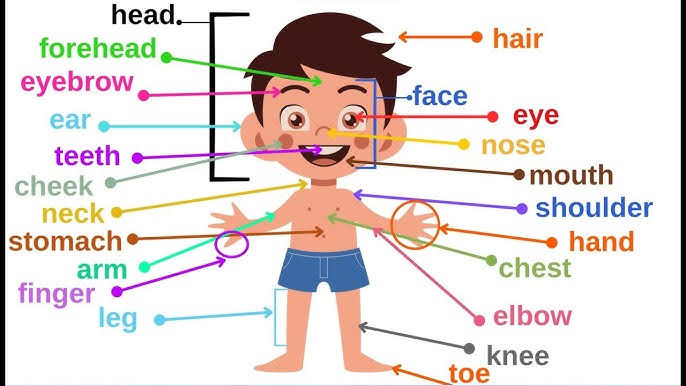 head
forehead
eyebrow
ear
teeth
cheek
neck
stomach
arm
finger
leg
hair
face
eye
nose
mouth
shoulder
hand
chest
elbow
knee
toe